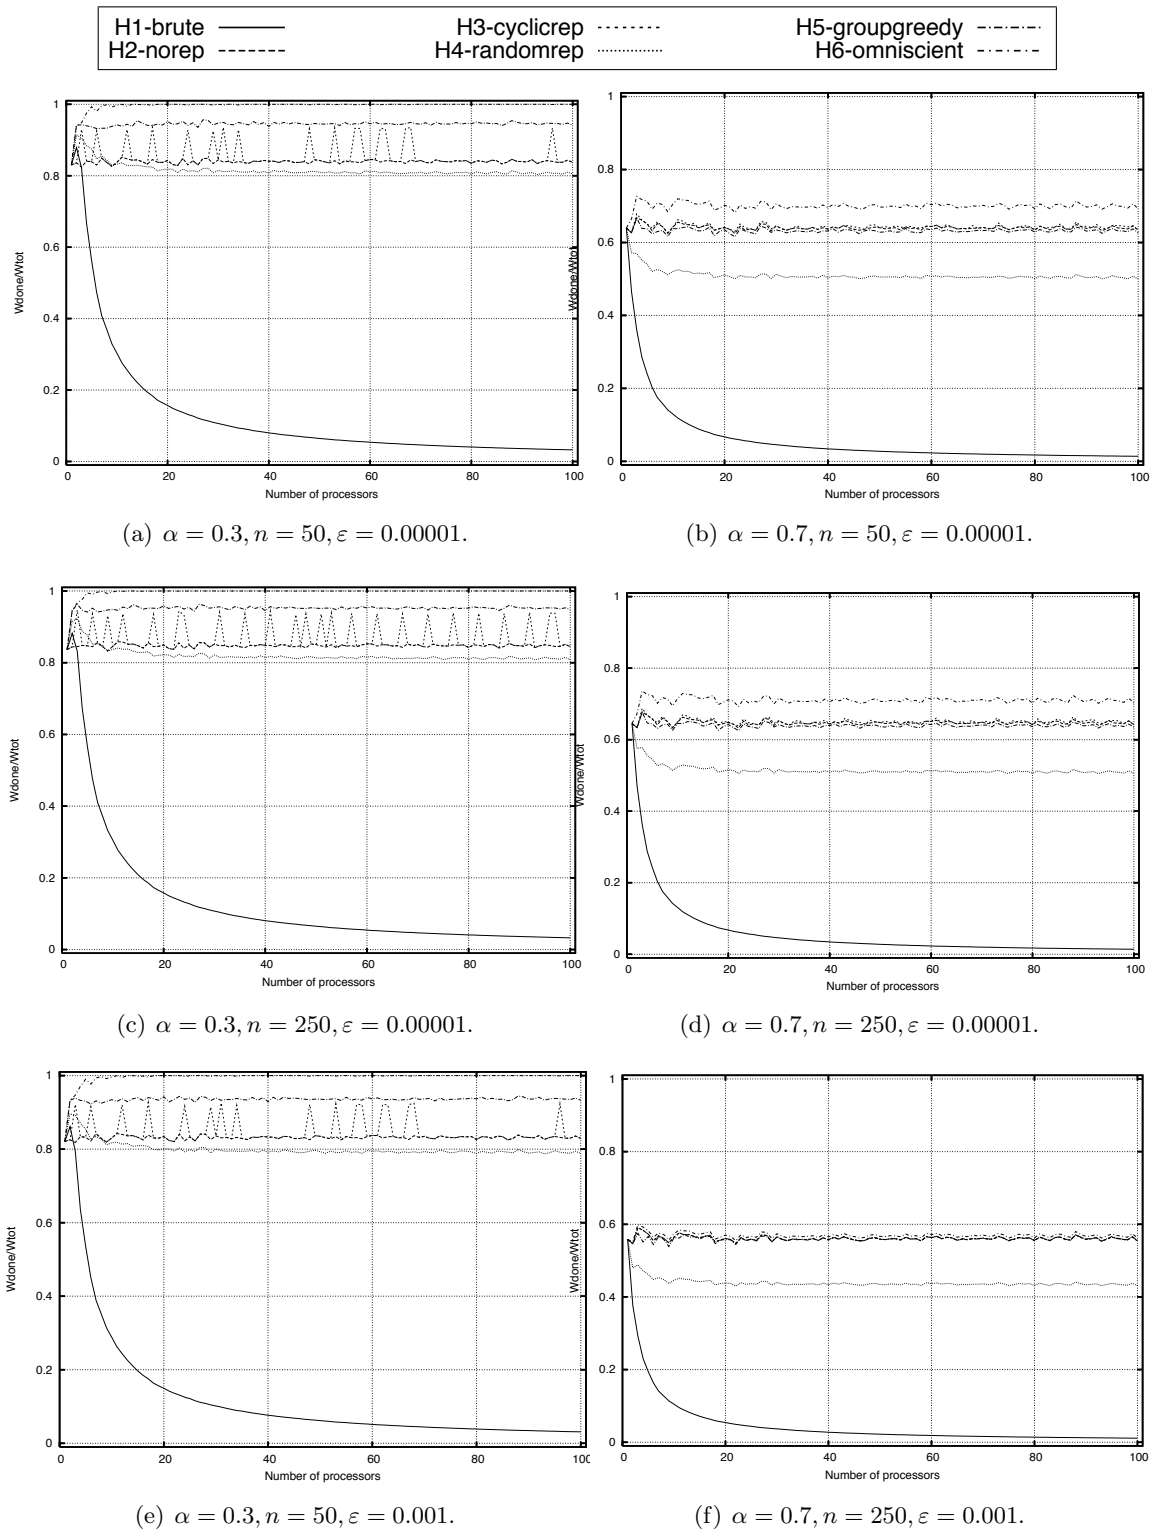 H1-brute H3-cyclicrep H5-groupgreedy
H2-norep H4-randomrep H6-omniscient
1
0.8
0.6
0.4
0.2
0
Wdone/Wtot
0 20 40 60 80 100
Number of processors
(a) α = 0.3, n = 50, ε = 0.00001.
1
0.8
0.6
0.4
0.2
0
Wdone/Wtot
0 20 40 60 80 100
Number of processors
(b) α = 0.7, n = 50, ε = 0.00001.
1
0.8
0.6
0.4
0.2
0
Wdone/Wtot
0 20 40 60 80 100
Number of processors
(c) α = 0.3, n = 250, ε = 0.00001.
1
0.8
0.6
0.4
0.2
0
Wdone/Wtot
0 20 40 60 80 100
Number of processors
(d) α = 0.7, n = 250, ε = 0.00001.
1
0.8
0.6
0.4
0.2
0
Wdone/Wtot
0 20 40 60 80 100
Number of processors
(e) α = 0.3, n = 50, ε = 0.001.
1
0.8
0.6
0.4
0.2
0
Wdone/Wtot
0 20 40 60 80 100
Number of processors
(f) α = 0.7, n = 250, ε = 0.001.